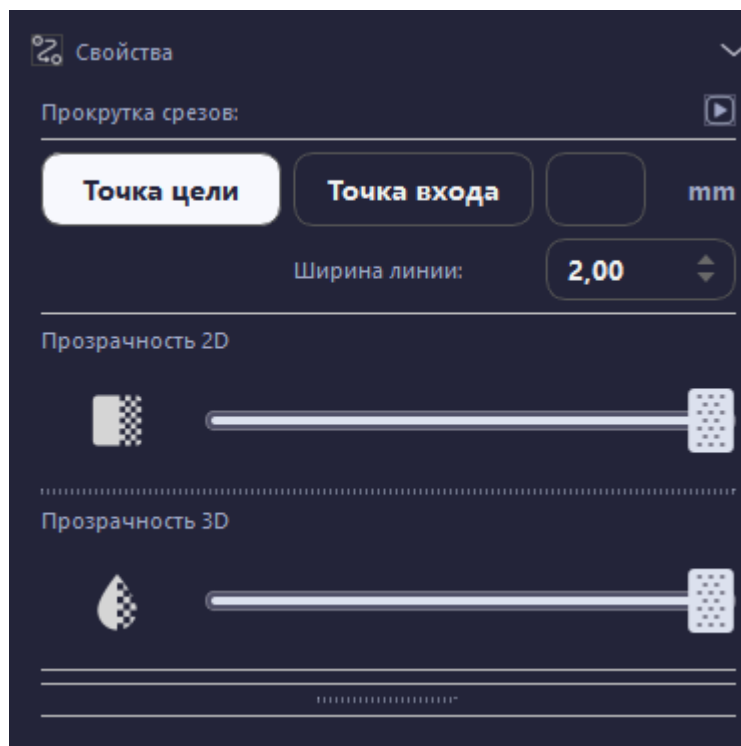 Свойства
Прокрутка срезов:
Точка цели Точка входа mm
Ширина линии: 2,00
Прозрачность 2D
Прозрачность 3D